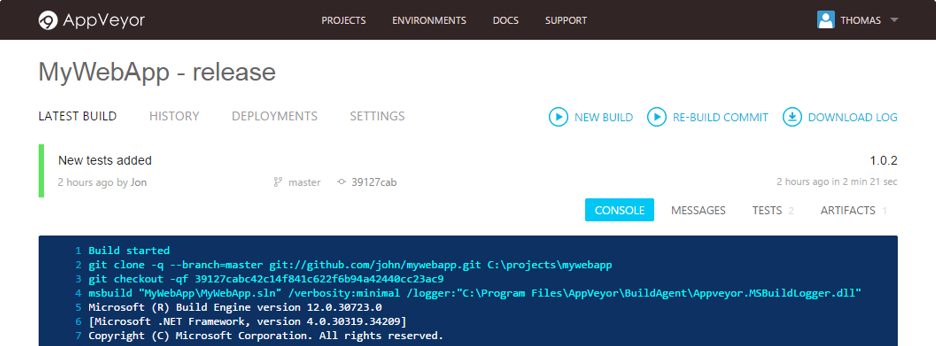 AppVeyor PROJECTS ENVIRONMENTS DOCS SUPPORT THOMAS
MyWebApp - release
LATEST BUILD HISTORY DEPLOYMENTS SETTINGS NEW BUILD RE-BUILD COMMIT DOWNLOAD LOG
New tests added 1.0.2
2 hours ago by Jon master 39127cab 2 hours ago in 2 min 21 sec
CONSOLE MESSAGES TESTS 2 ARTIFACTS 1
1 Build started
2 git clone -q --branch=master git://github.com/john/mywebapp.git C:\projects\mywebapp
3 git checkout -qf 39127cabc42c14f841c622f6b94a42440cc23ac9
4 msbuild "MyWebApp\MyWebApp.sln" /verbosity:minimal /logger:"C:\Program Files\AppVeyor\BuildAgent\Appveyor.MSBuildLogger.dll"
5 Microsoft (R) Build Engine version 12.0.30723.0
6 [Microsoft .NET Framework, version 4.0.30319.34209]
7 Copyright (C) Microsoft Corporation. All rights reserved.